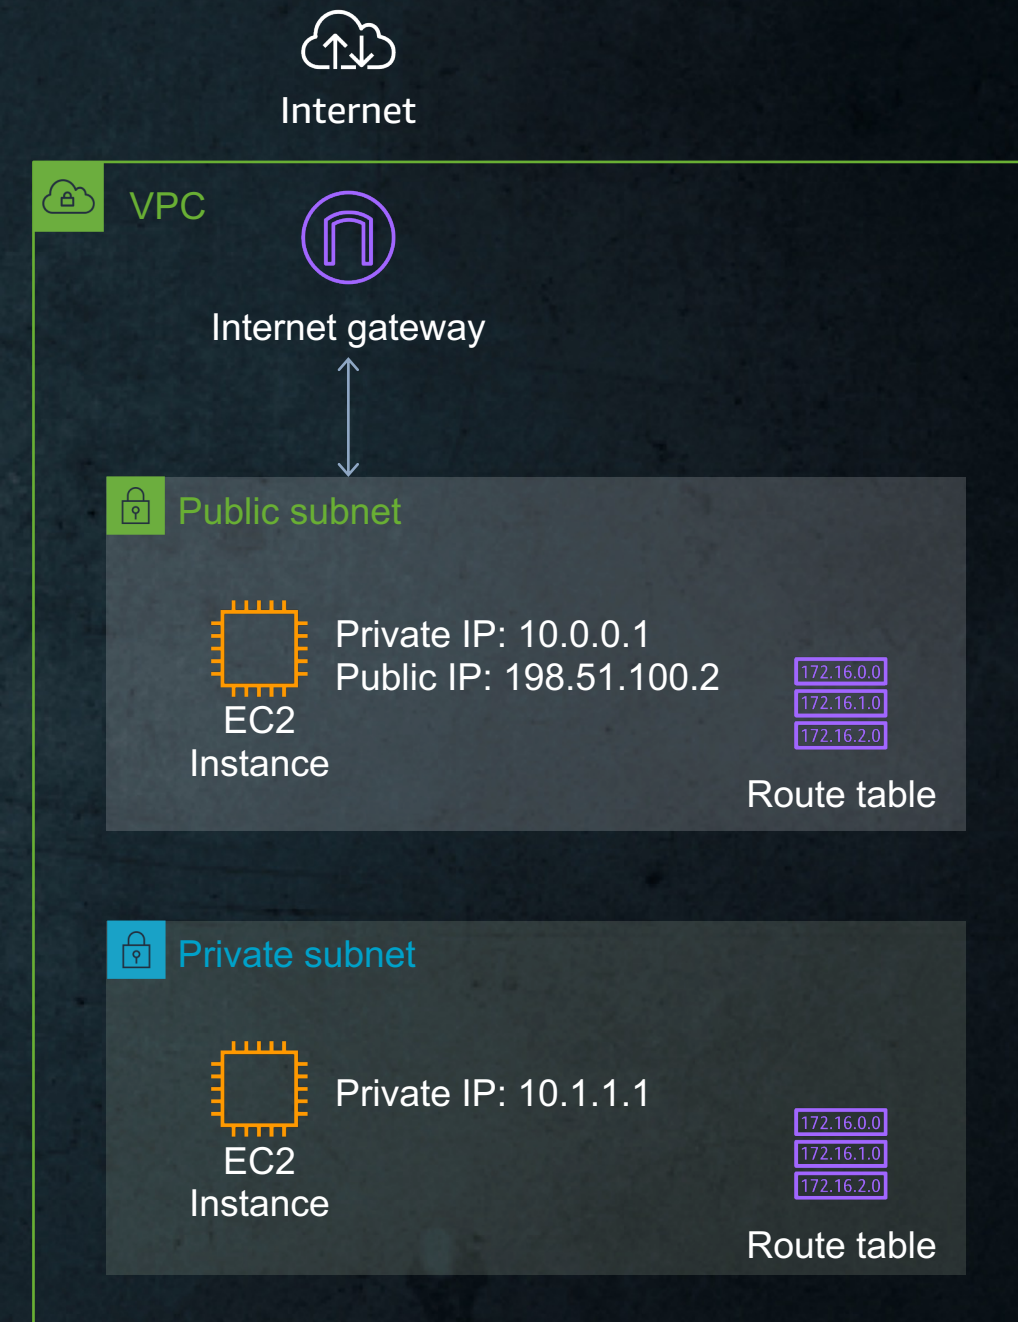 Internet
VPC
Internet gateway
Public subnet
Private IP: 10.0.0.1
Public IP: 198.51.100.2
EC2
Instance
172.16.0.0
172.16.1.0
172.16.2.0
Route table
Private subnet
Private IP: 10.1.1.1
EC2
Instance
172.16.0.0
172.16.1.0
172.16.2.0
Route table